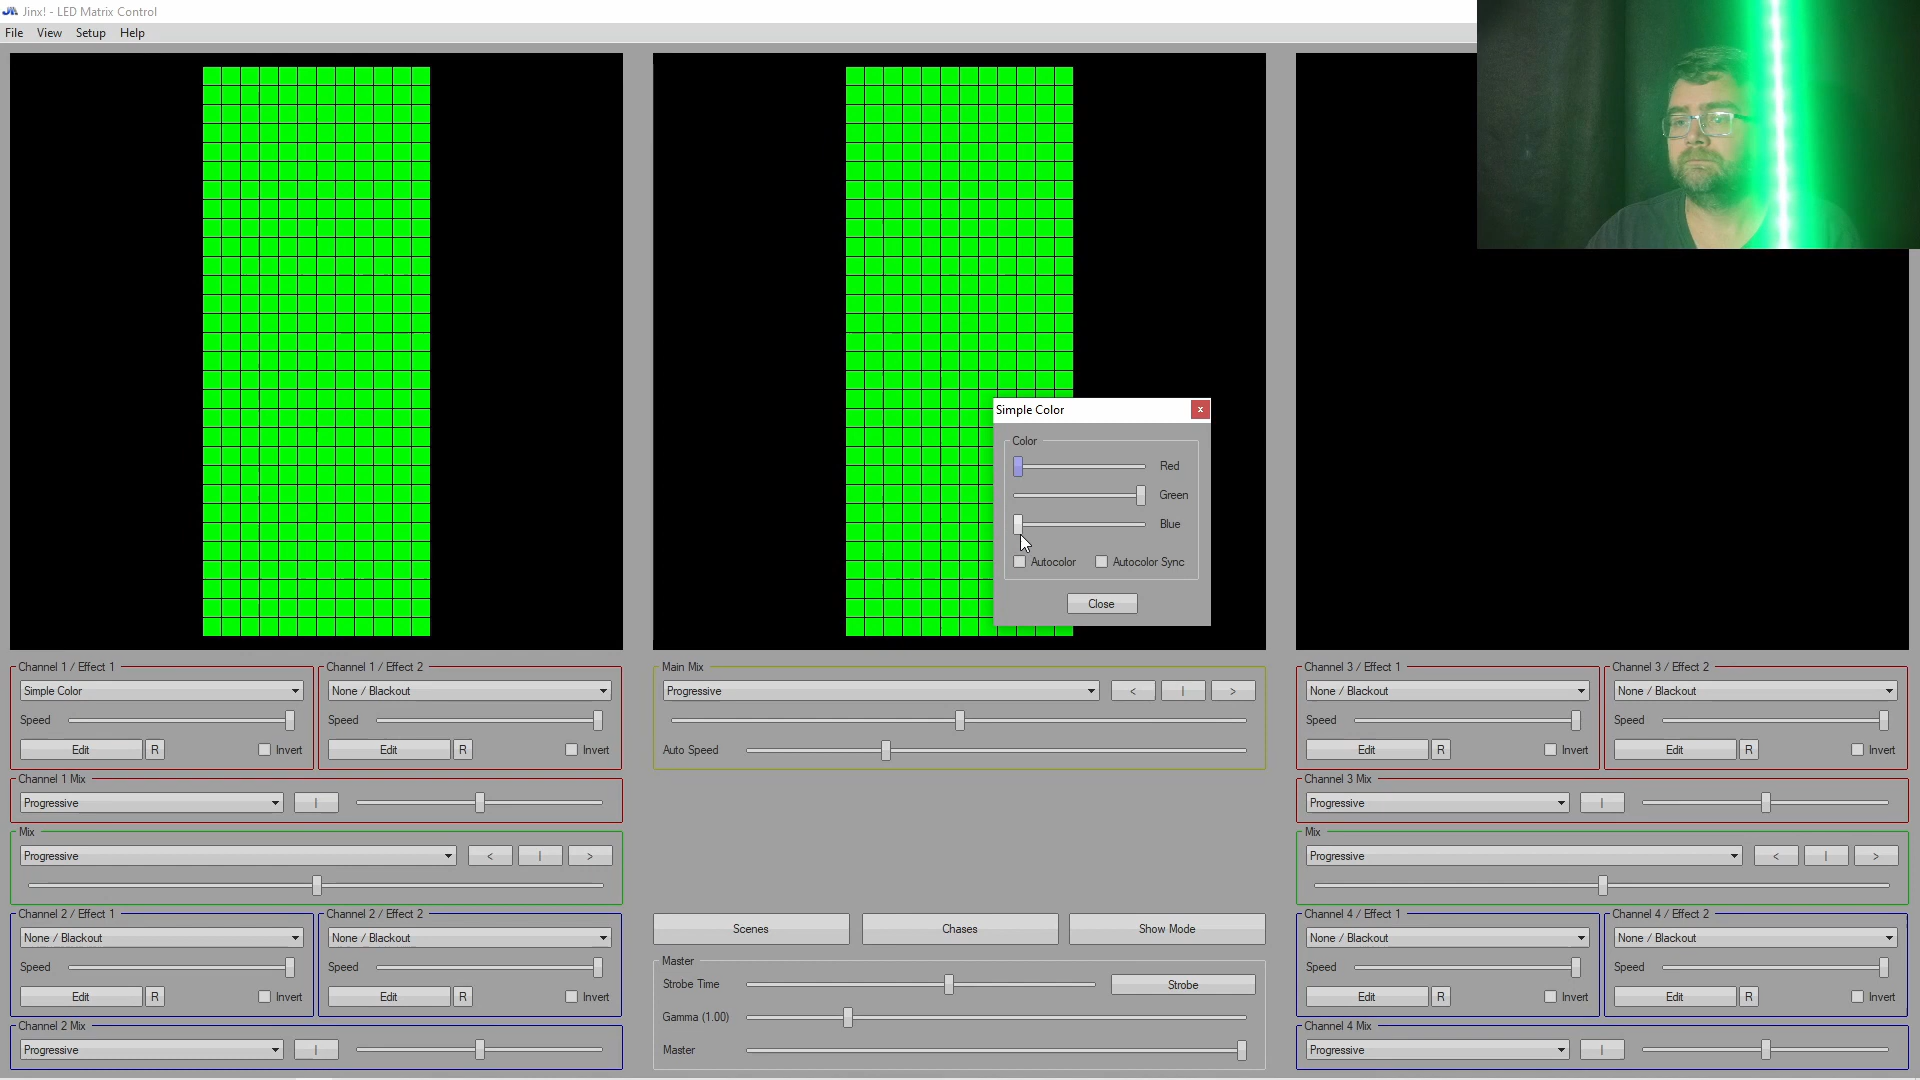 Jinx! - LED Matrix Control
File View Setup Help
Simple Color x
Color
Red
Green
Blue
Autocolor Autocolor Sync
Close
Channel 1 / Effect 1
Simple Color
Speed
Edit R Invert
Channel 1 / Effect 2
None / Blackout
Speed
Edit R Invert
Channel 1 Mix
Progressive |
Mix
Progressive < | >
Channel 2 / Effect 1
None / Blackout
Speed
Edit R Invert
Channel 2 / Effect 2
None / Blackout
Speed
Edit R Invert
Channel 2 Mix
Progressive |
Main Mix
Progressive < | >
Auto Speed
Scenes Chases Show Mode
Master
Strobe Time Strobe
Gamma (1.00)
Master
Channel 3 / Effect 1
None / Blackout
Speed
Edit R Invert
Channel 3 / Effect 2
None / Blackout
Speed
Edit R Invert
Channel 3 Mix
Progressive |
Mix
Progressive < | >
Channel 4 / Effect 1
None / Blackout
Speed
Edit R Invert
Channel 4 / Effect 2
None / Blackout
Speed
Edit R Invert
Channel 4 Mix
Progressive |